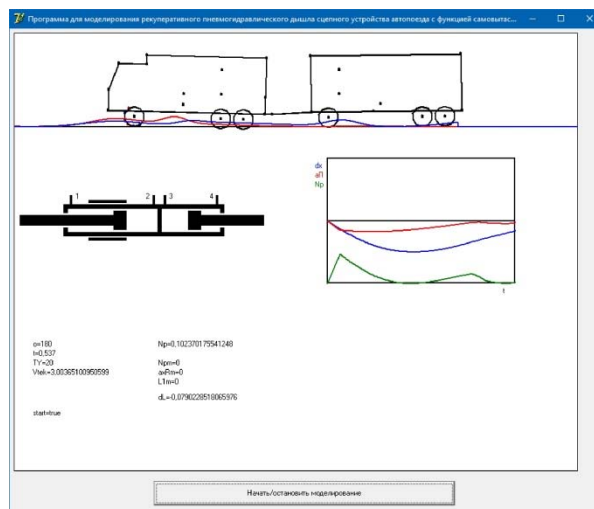 Программа для моделирования рекуперативного пневмогидравлического дышла сцепного устройства автопоезда с функцией самовытас...
1 2 3 4
dx
aП
Np
t
o=180
t=0,537
TY=20
Vtek=3,00365100950599
Np=0,102370175541248
Npm=0
axRm=0
L1m=0
dL=-0,0790228518065976
start=true
Начать/остановить моделирование